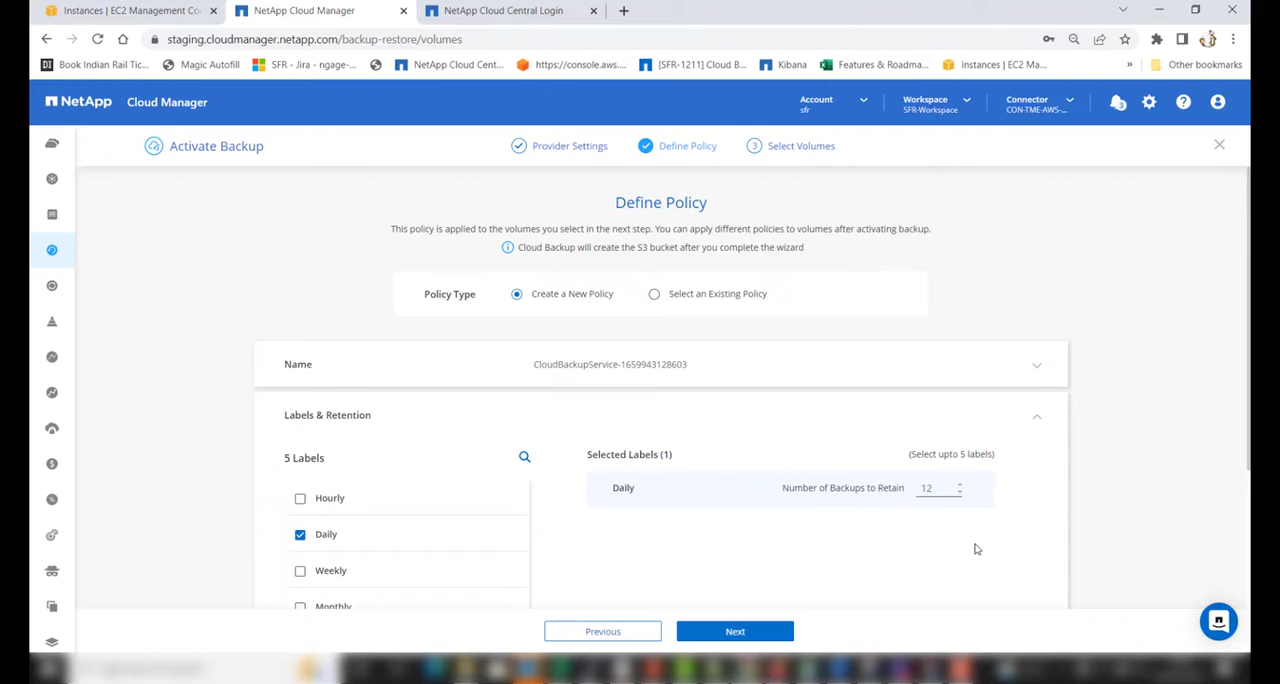 Instances | EC2 Management Co
NetApp Cloud Manager
NetApp Cloud Central Login
staging.cloudmanager.netapp.com/backup-restore/volumes
Book Indian Rail Tic...
Magic Autofill
SFR - Jira - ngage-...
NetApp Cloud Cent...
https://console.aws....
[SFR-1211] Cloud B...
Kibana
Features & Roadma...
Instances | EC2 Ma...
»
Other bookmarks
NetApp
Cloud Manager
Account
sfr
Workspace
SFR-Workspace
Connector
CON-TME-AWS-...
3
Activate Backup
Provider Settings
Define Policy
3
Select Volumes
Define Policy
This policy is applied to the volumes you select in the next step. You can apply different policies to volumes after activating backup.
Cloud Backup will create the S3 bucket after you complete the wizard
Policy Type
Create a New Policy
Select an Existing Policy
Name
CloudBackupService-1659943128603
Labels & Retention
5 Labels
Selected Labels (1)
(Select upto 5 labels)
Hourly
Daily
Weekly
Monthly
Daily
Number of Backups to Retain
12
Previous
Next